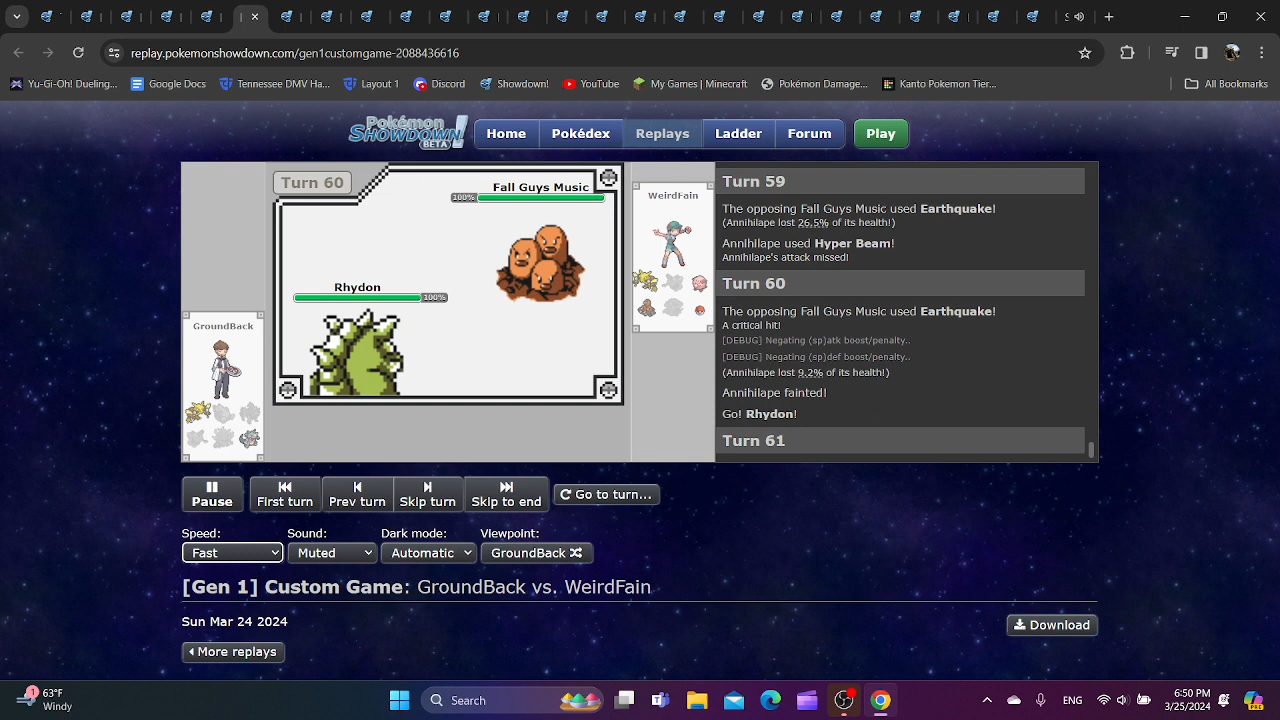 replay.pokemonshowdown.com/gen1customgame-2088436616
Yu-Gi-Oh! Dueling... Google Docs Tennessee DMV Ha... Layout 1 Discord Showdown! YouTube My Games | Minecraft Pokémon Damage... Kanto Pokemon Tier... All Bookmarks
Pokémon SHOWDOWN! BETA Home Pokédex Replays Ladder Forum Play
Turn 60
Fall Guys Music
100%
Rhydon
100%
GroundBack
WeirdFain
Turn 59
The opposing Fall Guys Music used Earthquake!
(Annihilape lost 26.5% of its health!)
Annihilape used Hyper Beam!
Annihilape's attack missed!
Turn 60
The opposing Fall Guys Music used Earthquake!
A critical hit!
[DEBUG] Negating (sp)atk boost/penalty..
[DEBUG] Negating (sp)def boost/penalty..
(Annihilape lost 9.2% of its health!)
Annihilape fainted!
Go! Rhydon!
Turn 61
Pause First turn Prev turn Skip turn Skip to end Go to turn...
Speed: Sound: Dark mode: Viewpoint:
Fast Muted Automatic GroundBack
[Gen 1] Custom Game: GroundBack vs. WeirdFain
Sun Mar 24 2024
Download
More replays
1 63°F
Windy
Search
PRE
ENG
6:50 PM
3/25/2024